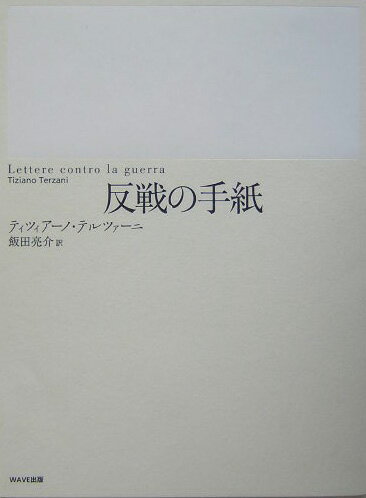 Lettere contro la guerra
Tiziano Terzani
反戦の手紙
ティツィアーノ・テルツァーニ
飯田亮介 訳
WAVE出版